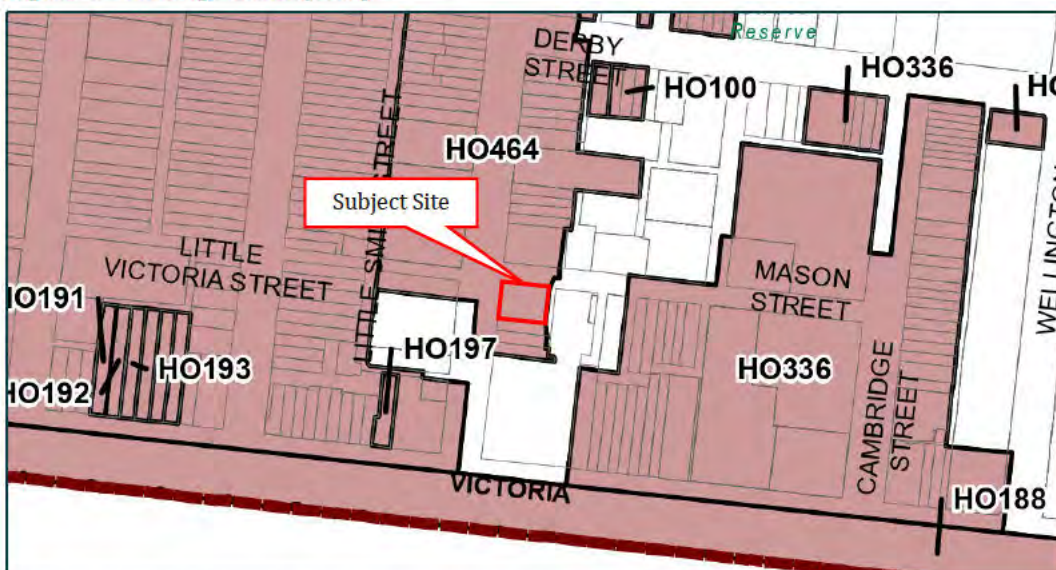 Reserve
DERBY
STREET
HO336
HO100
HO464
Subject Site
LITTLE
VICTORIA STREET
MASON
STREET
HO191
HO197
HO193
HO336
HO192
CAMBRIDGE
STREET
VICTORIA
HO188